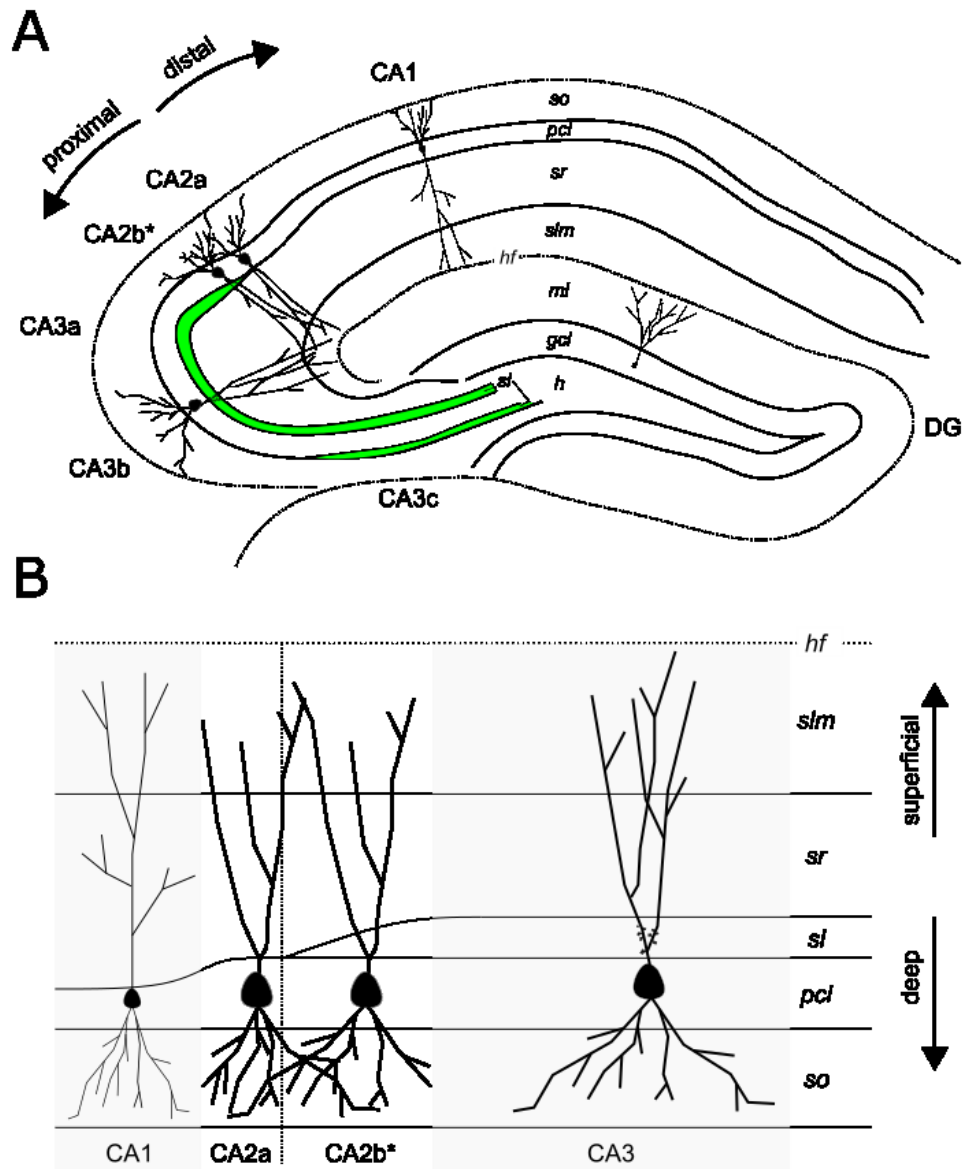 A
distal
proximal
CA1
so
pcl
sr
slm
hf
ml
gcl
h
sl
CA2a
CA2b*
CA3a
CA3b
CA3c
DG
B
hf
slm
sr
sl
pcl
so
superficial
deep
CA1
CA2a
CA2b*
CA3